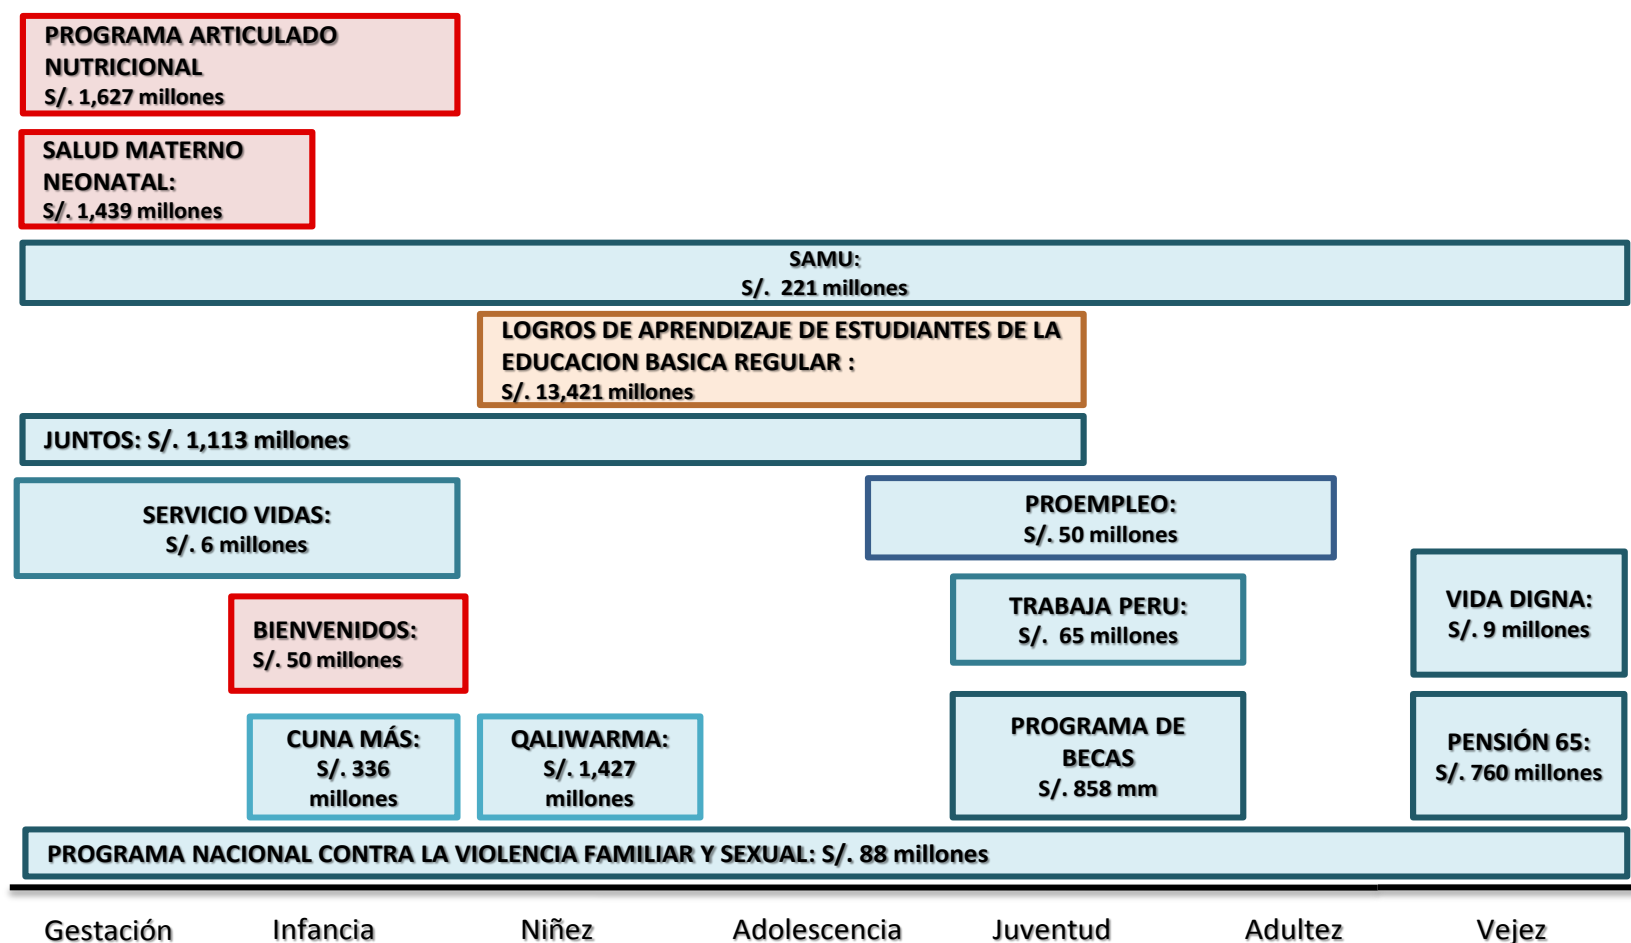 PROGRAMA ARTICULADO
NUTRICIONAL
S/. 1,627 millones
SALUD MATERNO
NEONATAL:
S/. 1,439 millones
SAMU:
S/.  221 millones
LOGROS DE APRENDIZAJE DE ESTUDIANTES DE LA
EDUCACION BASICA REGULAR :
S/. 13,421 millones
JUNTOS: S/. 1,113 millones
SERVICIO VIDAS:
S/. 6 millones
PROEMPLEO:
S/. 50 millones
BIENVENIDOS:
S/. 50 millones
TRABAJA PERU:
S/.  65 millones
VIDA DIGNA:
S/. 9 millones
CUNA MÁS:
S/. 336
millones
QALIWARMA:
S/. 1,427
millones
PROGRAMA DE
BECAS
S/. 858 mm
PENSIÓN 65:
S/. 760 millones
PROGRAMA NACIONAL CONTRA LA VIOLENCIA FAMILIAR Y SEXUAL: S/. 88 millones
Gestación Infancia Niñez Adolescencia Juventud Adultez Vejez